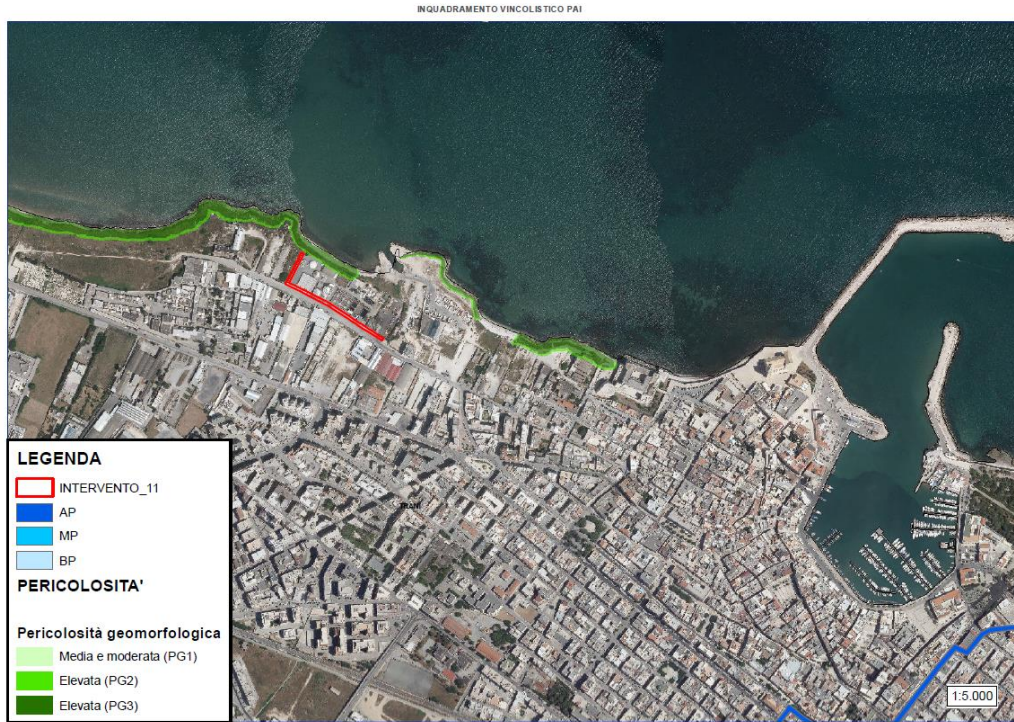 INQUADRAMENTO VINCOLISTICO PAI
TRANI
LEGENDA
INTERVENTO_11
AP
MP
BP
PERICOLOSITA'
Pericolosità geomorfologica
Media e moderata (PG1)
Elevata (PG2)
Elevata (PG3)
1:5.000